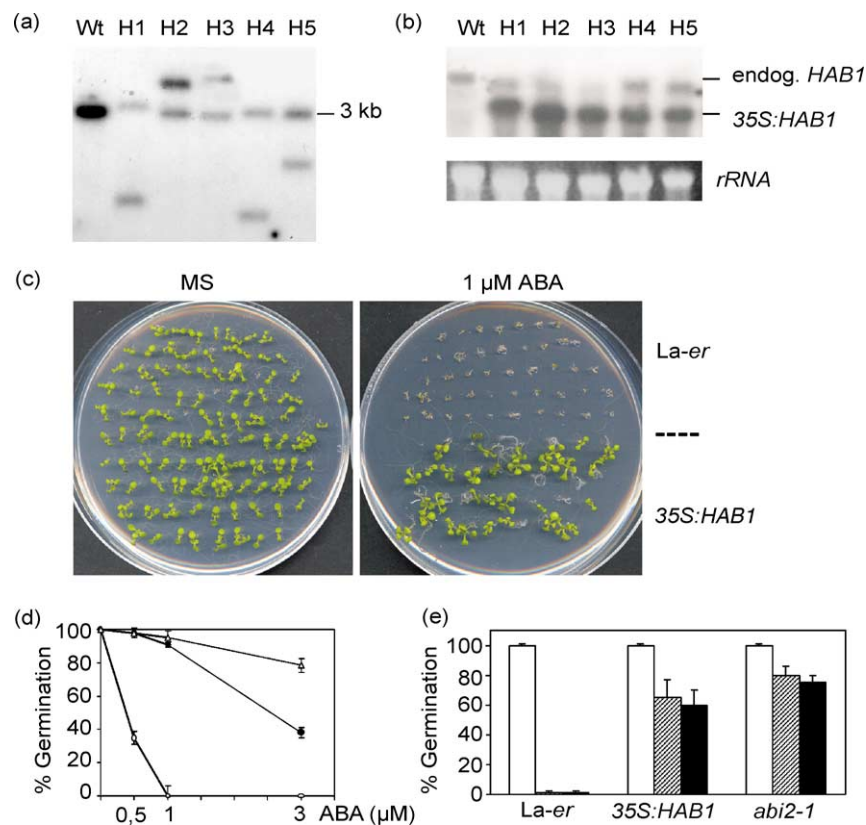 (a)
Wt H1 H2 H3 H4 H5
3 kb
(b)
Wt H1 H2 H3 H4 H5
endog. HAB1
35S:HAB1
rRNA
(c)
MS
1 µM ABA
La-er
35S:HAB1
(d)
% Germination
100
80
60
40
20
0
0,5 1 3 ABA (µM)
(e)
% Germination
100
80
60
40
20
0
La-er 35S:HAB1 abi2-1